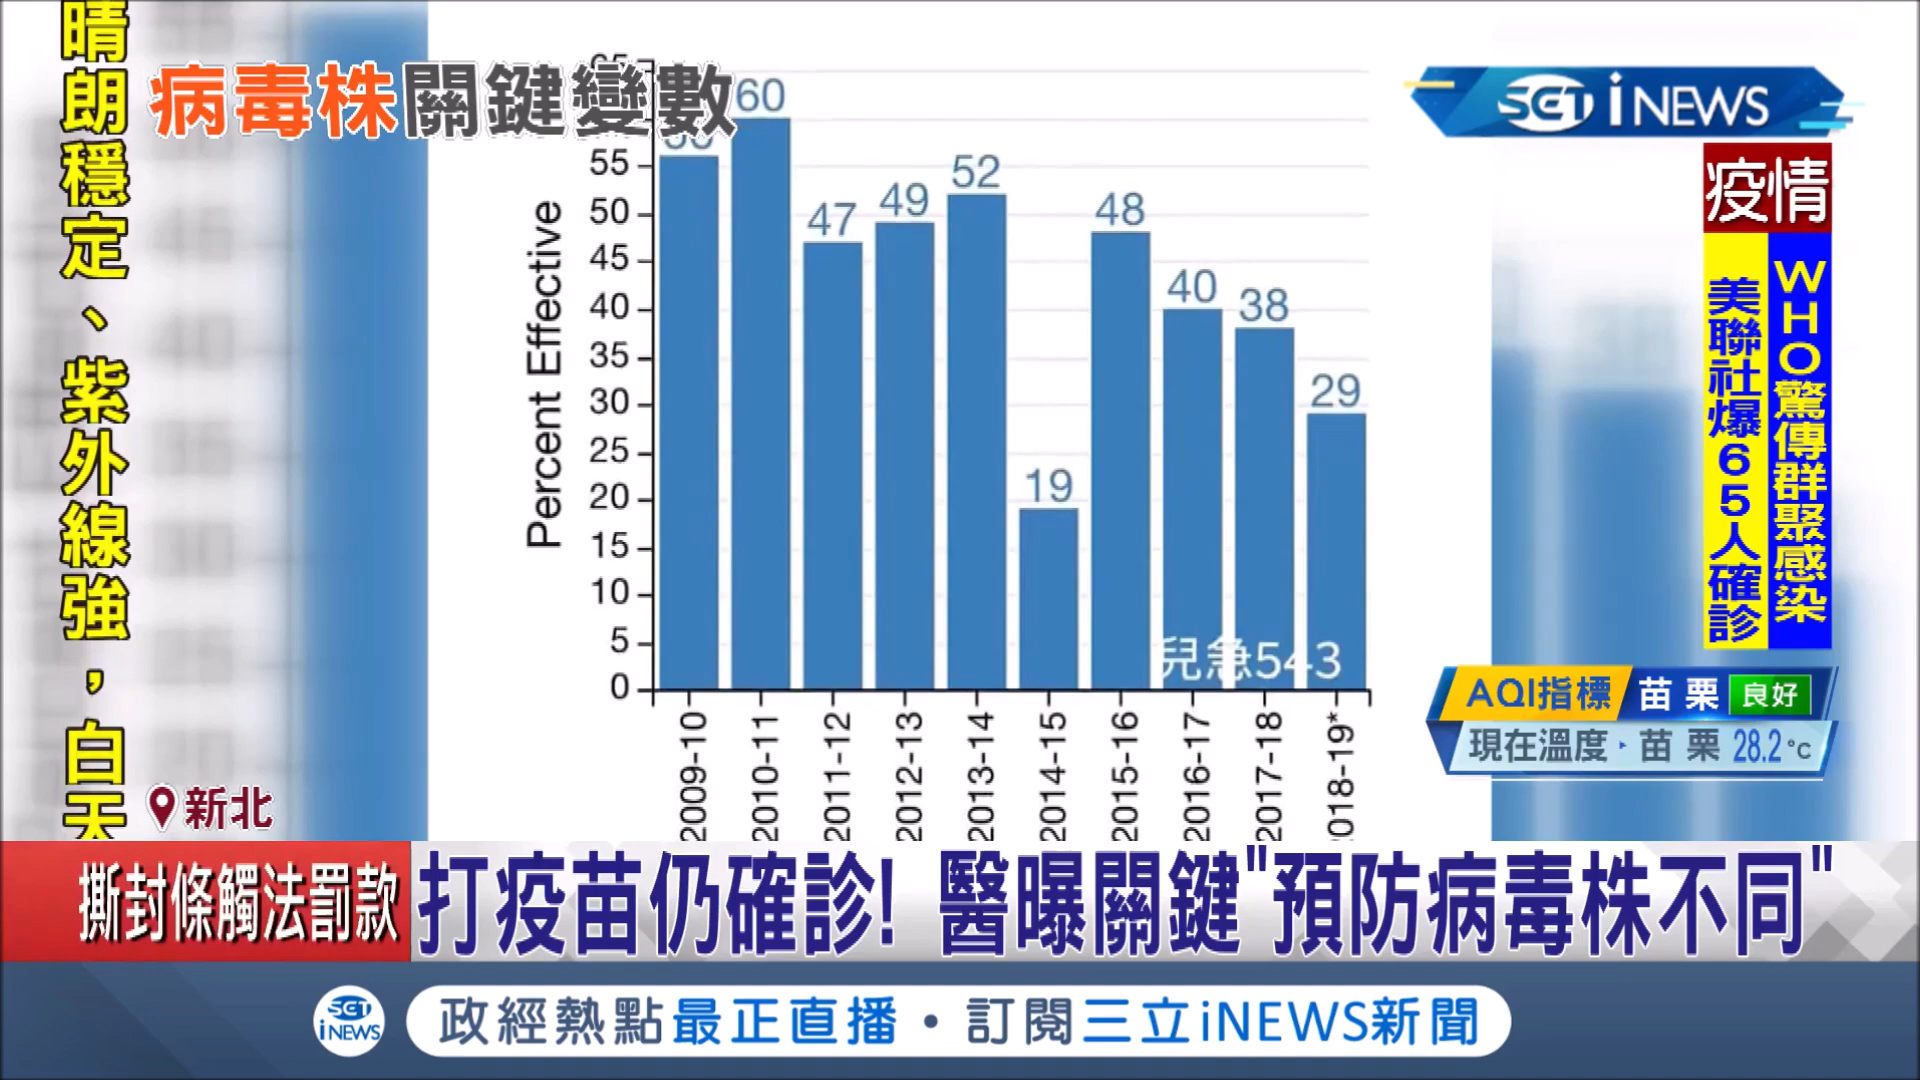 晴朗穩定、紫外線強，白天
病毒株關鍵變數
60
55
50
45
40
35
30
25
20
15
10
5
0
Percent Effective
60
47
49
52
19
48
40
38
29
2009-10
2010-11
2011-12
2012-13
2013-14
2014-15
2015-16
2016-17
2017-18
018-19*
兒急543
SET iNEWS
疫情
WHO驚傳群聚感染
美聯社爆65人確診
AQI指標 苗栗 良好
現在溫度 苗栗 28.2°C
新北
撕封條觸法罰款
打疫苗仍確診! 醫曝關鍵"預防病毒株不同"
SET iNEWS
政經熱點最正直播・訂閱三立iNEWS新聞